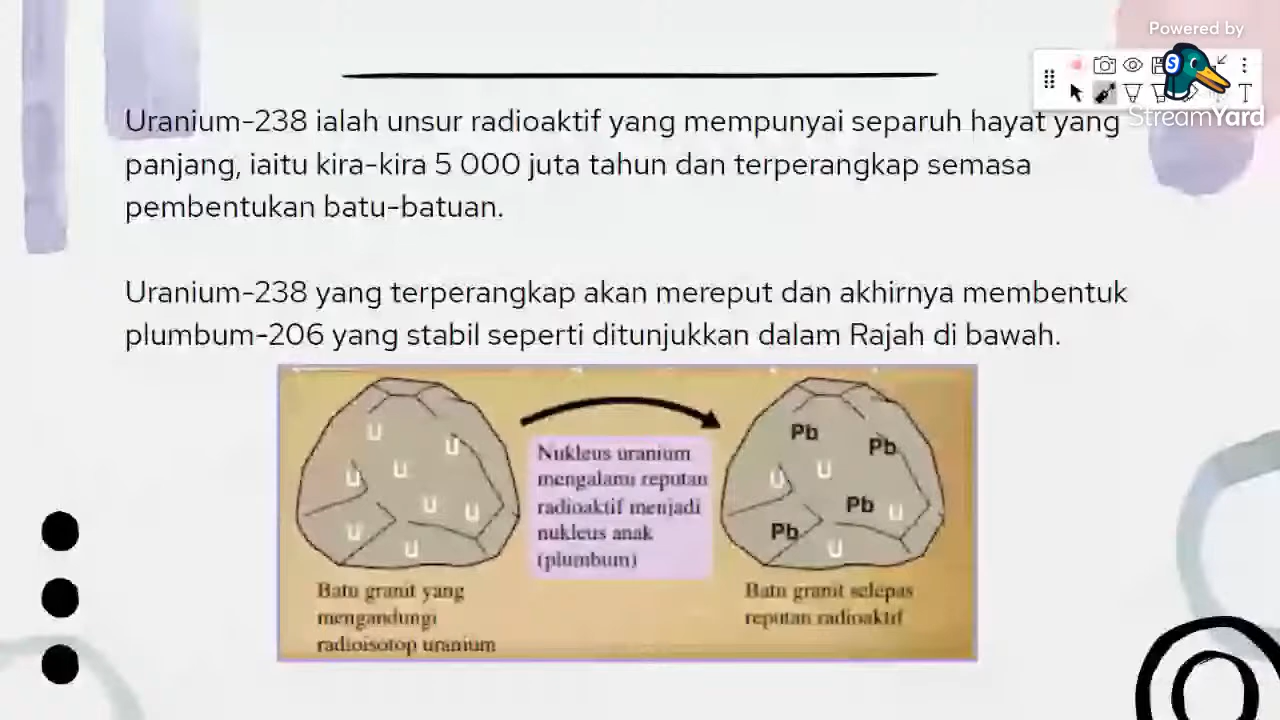 Powered by
StreamYard
Uranium-238 ialah unsur radioaktif yang mempunyai separuh hayat yang
panjang, iaitu kira-kira 5 000 juta tahun dan terperangkap semasa
pembentukan batu-batuan.
Uranium-238 yang terperangkap akan mereput dan akhirnya membentuk
plumbum-206 yang stabil seperti ditunjukkan dalam Rajah di bawah.
U
U
U
U
U
U
U
U
Nukleus uranium
mengalami reputan
radioaktif menjadi
nukleus anak
(plumbum)
Pb
Pb
U
U
Pb
U
Pb
U
Batu granit yang
mengandungi
radioisotop uranium
Batu granit selepas
reputan radioaktif